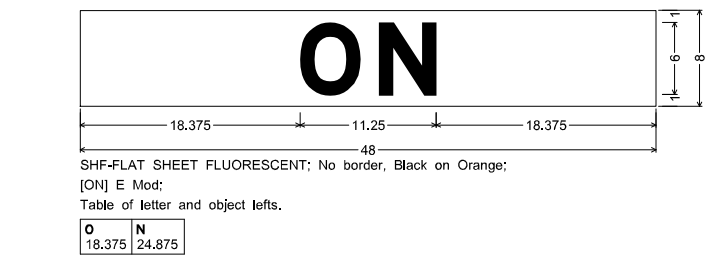 ON
1
6
1
8
18.375 11.25 18.375
48
SHF-FLAT SHEET FLUORESCENT; No border, Black on Orange;
[ON] E Mod;
Table of letter and object lefts.
O N
18.375 24.875